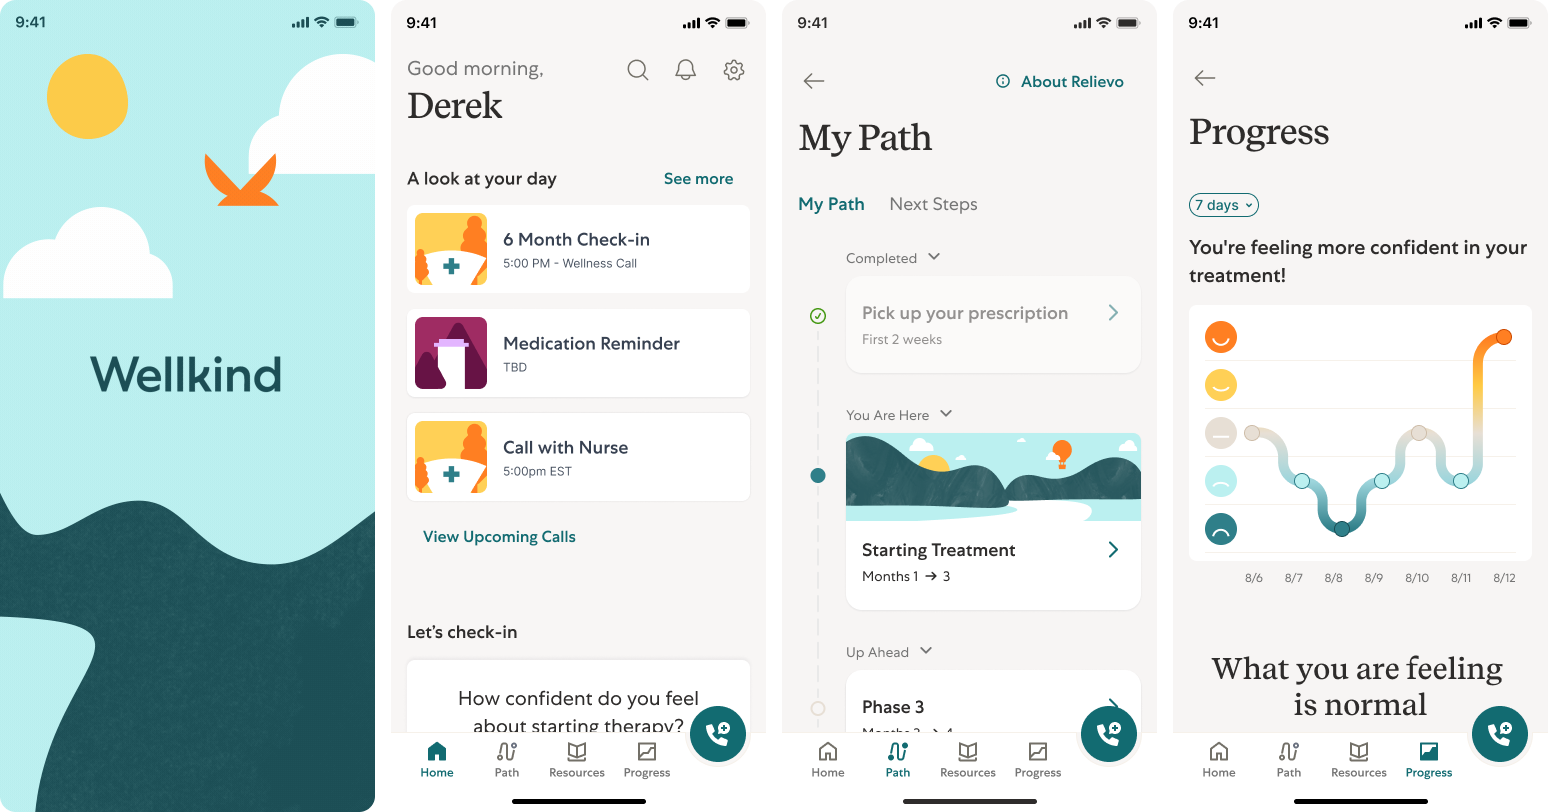 9:41
Wellkind
9:41
Good morning,
Derek
A look at your day
See more
6 Month Check-in
5:00 PM - Wellness Call
Medication Reminder
TBD
Call with Nurse
5:00pm EST
View Upcoming Calls
Let's check-in
How confident do you feel
about starting therapy?
Home
Path
Resources
Progress
9:41
About Relievo
My Path
My Path
Next Steps
Completed
Pick up your prescription
First 2 weeks
You Are Here
Starting Treatment
Months 1 → 3
Up Ahead
Phase 3
Home
Path
Resources
Progress
9:41
Progress
7 days
You're feeling more confident in your
treatment!
8/6
8/7
8/8
8/9
8/10
8/11
8/12
What you are feeling
is normal
Home
Path
Resources
Progress